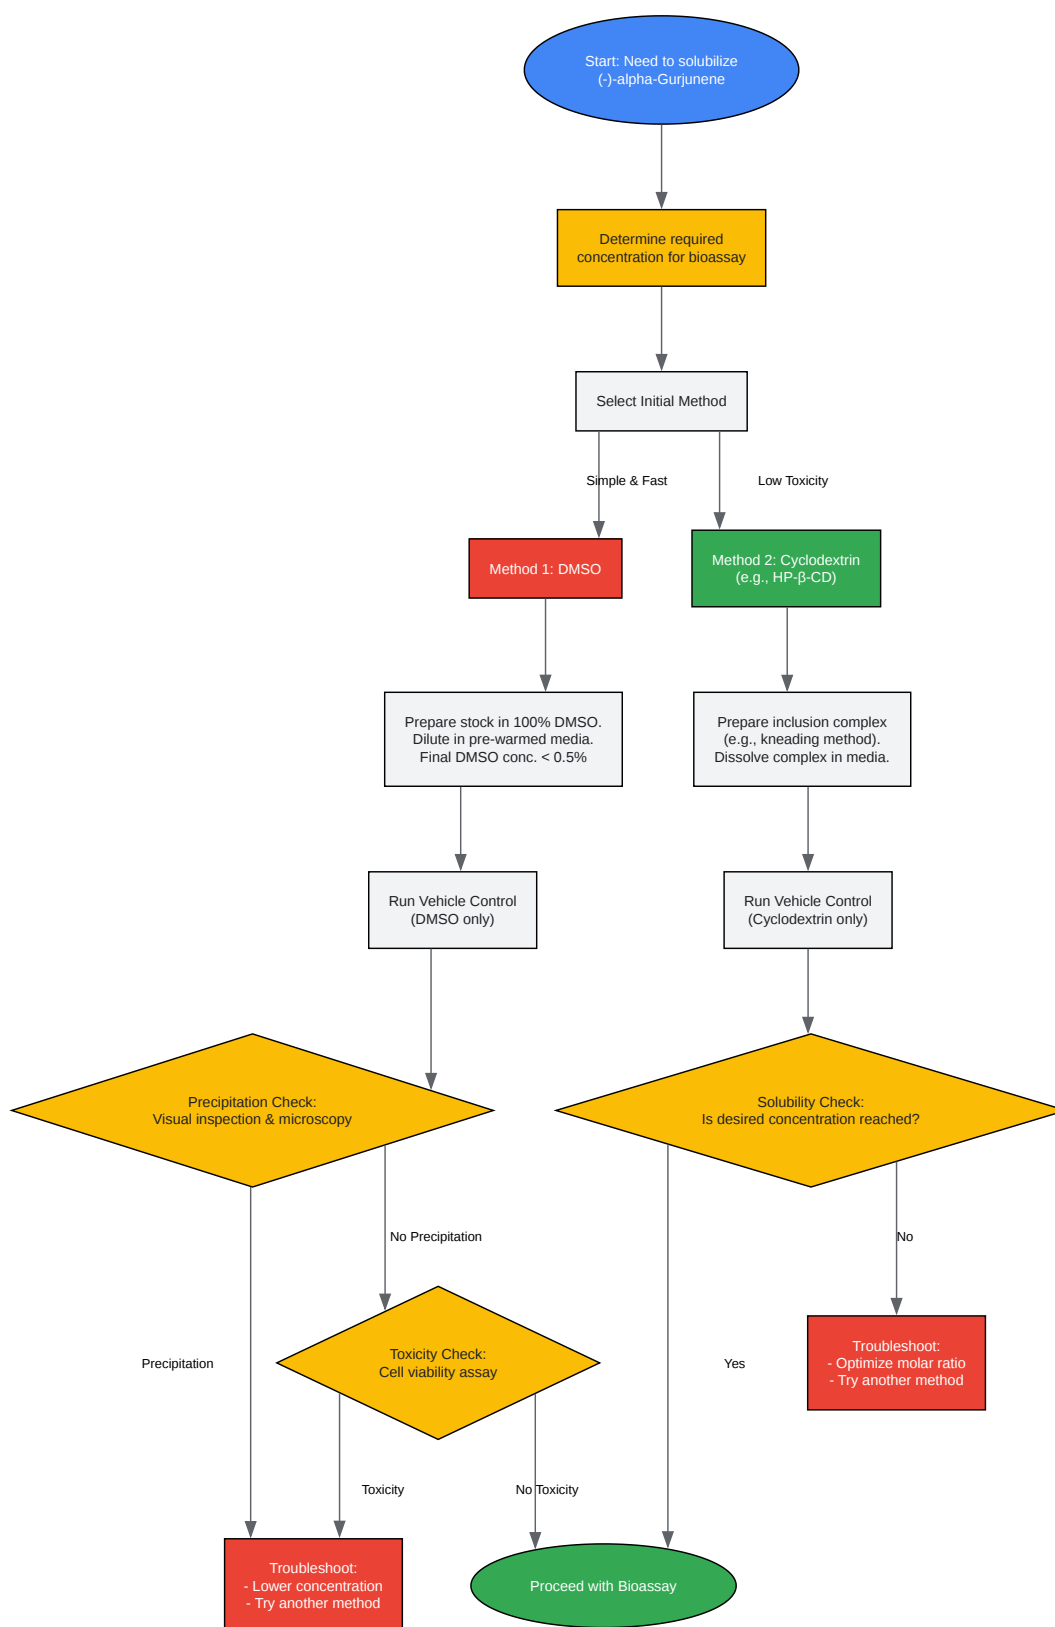 Start: Need to solubilize
(-)-alpha-Gurjunene
Determine required
concentration for bioassay
Select Initial Method
Simple & Fast
Low Toxicity
Method 1: DMSO
Method 2: Cyclodextrin
(e.g., HP-β-CD)
Prepare stock in 100% DMSO.
Dilute in pre-warmed media.
Final DMSO conc. < 0.5%
Prepare inclusion complex
(e.g., kneading method).
Dissolve complex in media.
Run Vehicle Control
(DMSO only)
Run Vehicle Control
(Cyclodextrin only)
Precipitation Check:
Visual inspection & microscopy
Solubility Check:
Is desired concentration reached?
No Precipitation
No
Toxicity Check:
Cell viability assay
Precipitation
Yes
Troubleshoot:
- Optimize molar ratio
- Try another method
Toxicity
No Toxicity
Troubleshoot:
- Lower concentration
- Try another method
Proceed with Bioassay